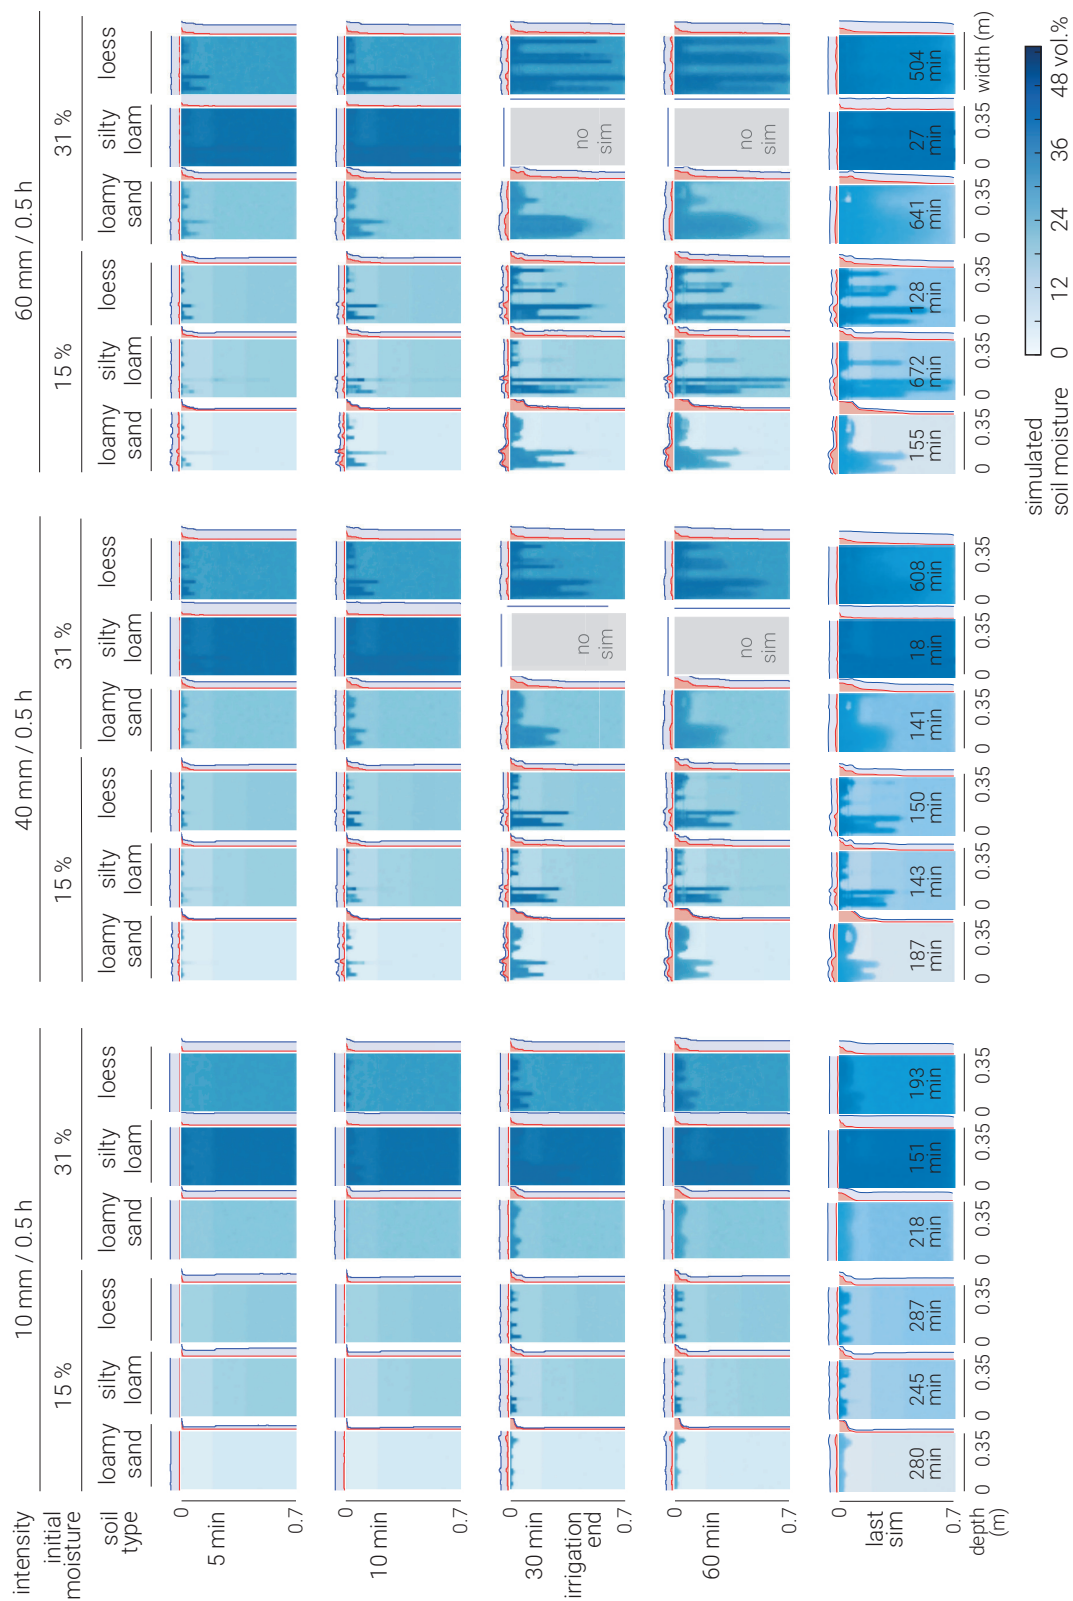 intensity
10 mm / 0.5 h
40 mm / 0.5 h
60 mm / 0.5 h
initial
moisture
15 %
31 %
15 %
31 %
15 %
31 %
soil
type
loamy
sand
silty
loam
loess
loamy
sand
silty
loam
loess
loamy
sand
silty
loam
loess
loamy
sand
silty
loam
loess
loamy
sand
silty
loam
loess
loamy
sand
silty
loam
loess
0
5 min
0.7
0
10 min
0.7
0
30 min
irrigation
end
0.7
no
sim
no
sim
0
60 min
0.7
no
sim
no
sim
0
last
sim
0.7
depth
(m)
280
min
245
min
287
min
218
min
151
min
193
min
187
min
143
min
150
min
141
min
18
min
608
min
155
min
672
min
128
min
641
min
27
min
504
min
0 0.35 0 0.35 0 0.35 0 0.35 0 0.35 0 0.35
0 0.35 0 0.35 0 0.35 0 0.35 0 0.35 0 0.35
0 0.35 0 0.35 0 0.35 0 0.35 0 0.35 width (m)
simulated
soil moisture
0 12 24 36 48 vol.%